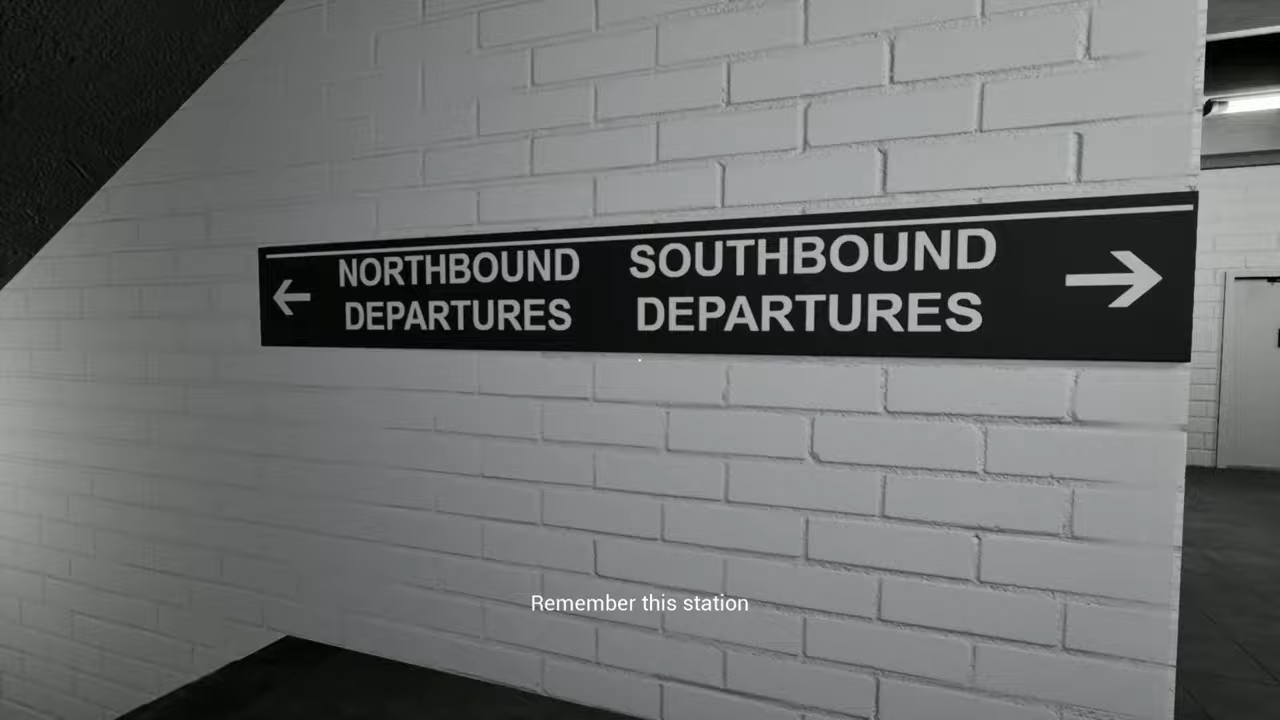 NORTHBOUND
DEPARTURES
SOUTHBOUND
DEPARTURES
Remember this station